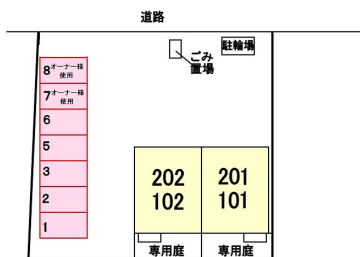 道路
駐輪場
ごみ
置場
8 オーナー様
使用
7 オーナー様
使用
6
5
3
2
1
202
102
201
101
専用庭
専用庭